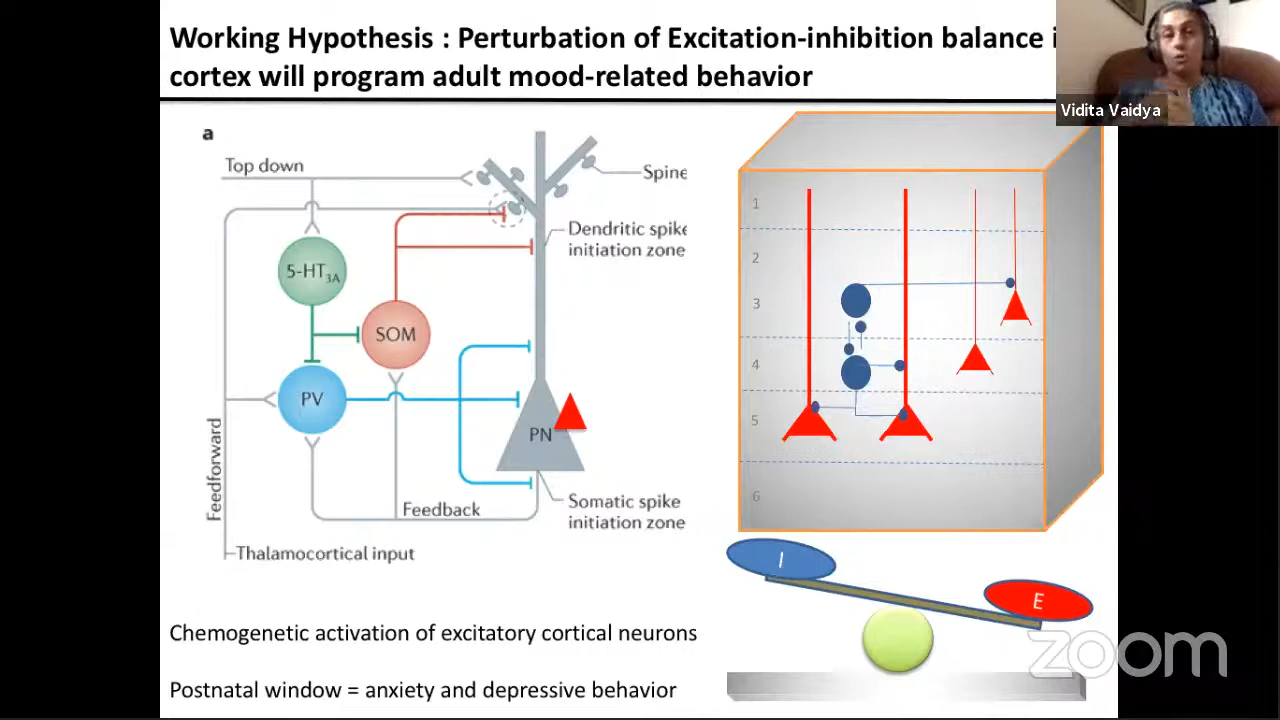 Working Hypothesis : Perturbation of Excitation-inhibition balance i
cortex will program adult mood-related behavior
Vidita Vaidya
a
Top down
Spine
Dendritic spike
initiation zone
5-HT3A
SOM
PV
PN
Feedforward
Feedback
Somatic spike
initiation zone
Thalamocortical input
1
2
3
4
5
6
I
E
Chemogenetic activation of excitatory cortical neurons
Postnatal window = anxiety and depressive behavior
zoom